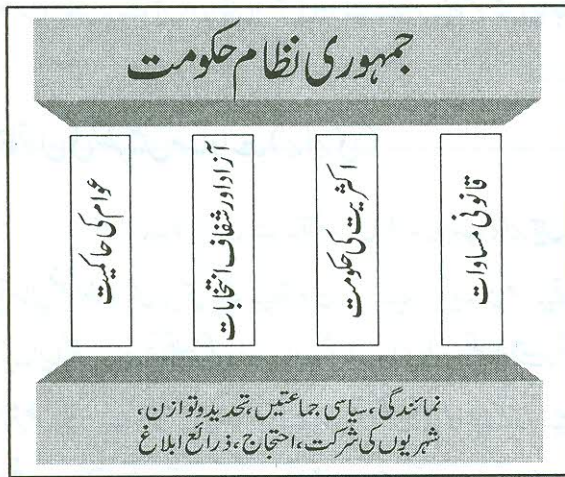 جمہوری نظام حکومت
قانونی مساوات
اکثریت کی حکومت
آزاد اور شفاف انتخابات
عوام کی حاکمیت
نمائندگی، سیاسی جماعتیں، تحدید و توازن،
شہریوں کی شرکت، احتجاج، ذرائع ابلاغ